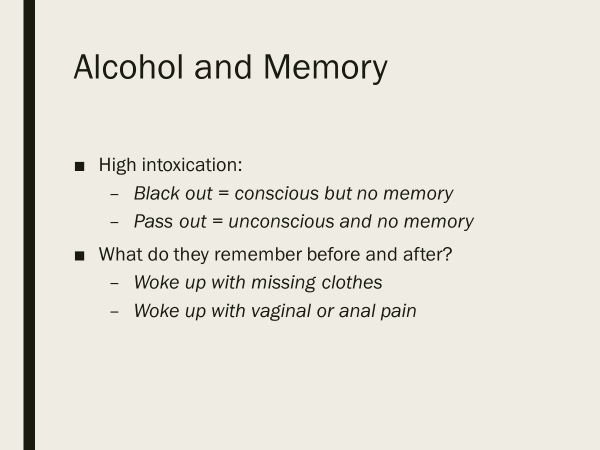 Alcohol and Memory
■ High intoxication:
– Black out = conscious but no memory
– Pass out = unconscious and no memory
■ What do they remember before and after?
– Woke up with missing clothes
– Woke up with vaginal or anal pain